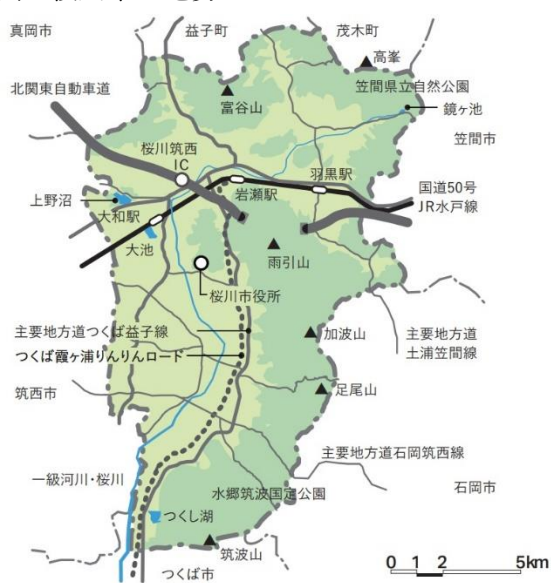 真岡市
益子町
茂木町
高峯
北関東自動車道
富谷山
笠間県立自然公園
鏡ヶ池
桜川筑西
IC
笠間市
羽黒駅
岩瀬駅
国道50号
JR水戸線
上野沼
大和駅
大池
雨引山
桜川市役所
主要地方道つくば益子線
加波山
主要地方道
土浦笠間線
つくば霞ヶ浦りんりんロード
足尾山
筑西市
主要地方道石岡筑西線
一級河川・桜川
水郷筑波国定公園
石岡市
つくし湖
筑波山
つくば市
0 1 2 5km